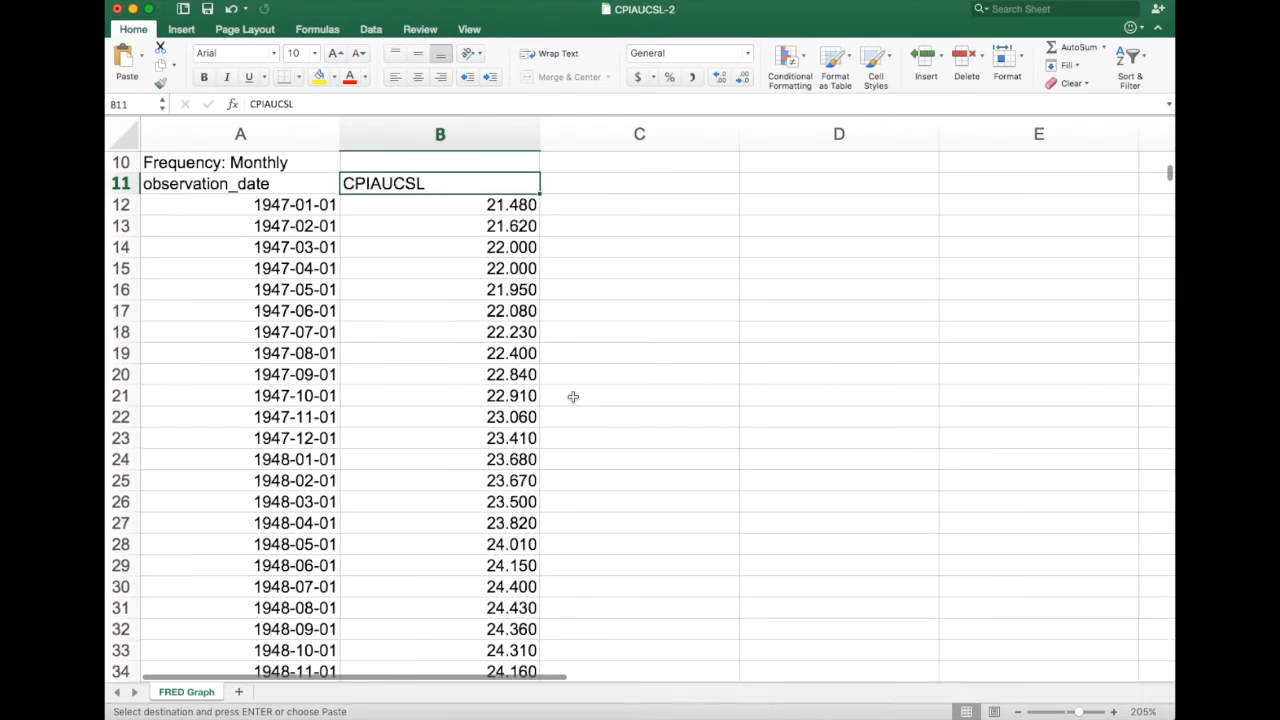 CPIAUCSL-2
Search Sheet
Home Insert Page Layout Formulas Data Review View
Paste
Arial 10
Wrap Text
Merge & Center
General
Conditional Formatting
Format as Table
Cell Styles
Insert
Delete
Format
AutoSum
Fill
Clear
Sort & Filter
B11 fx CPIAUCSL
A B C D E
10 Frequency: Monthly
11 observation_date CPIAUCSL
12 1947-01-01 21.480
13 1947-02-01 21.620
14 1947-03-01 22.000
15 1947-04-01 22.000
16 1947-05-01 21.950
17 1947-06-01 22.080
18 1947-07-01 22.230
19 1947-08-01 22.400
20 1947-09-01 22.840
21 1947-10-01 22.910
22 1947-11-01 23.060
23 1947-12-01 23.410
24 1948-01-01 23.680
25 1948-02-01 23.670
26 1948-03-01 23.500
27 1948-04-01 23.820
28 1948-05-01 24.010
29 1948-06-01 24.150
30 1948-07-01 24.400
31 1948-08-01 24.430
32 1948-09-01 24.360
33 1948-10-01 24.310
34 1948-11-01 24.160
FRED Graph
Select destination and press ENTER or choose Paste
205%